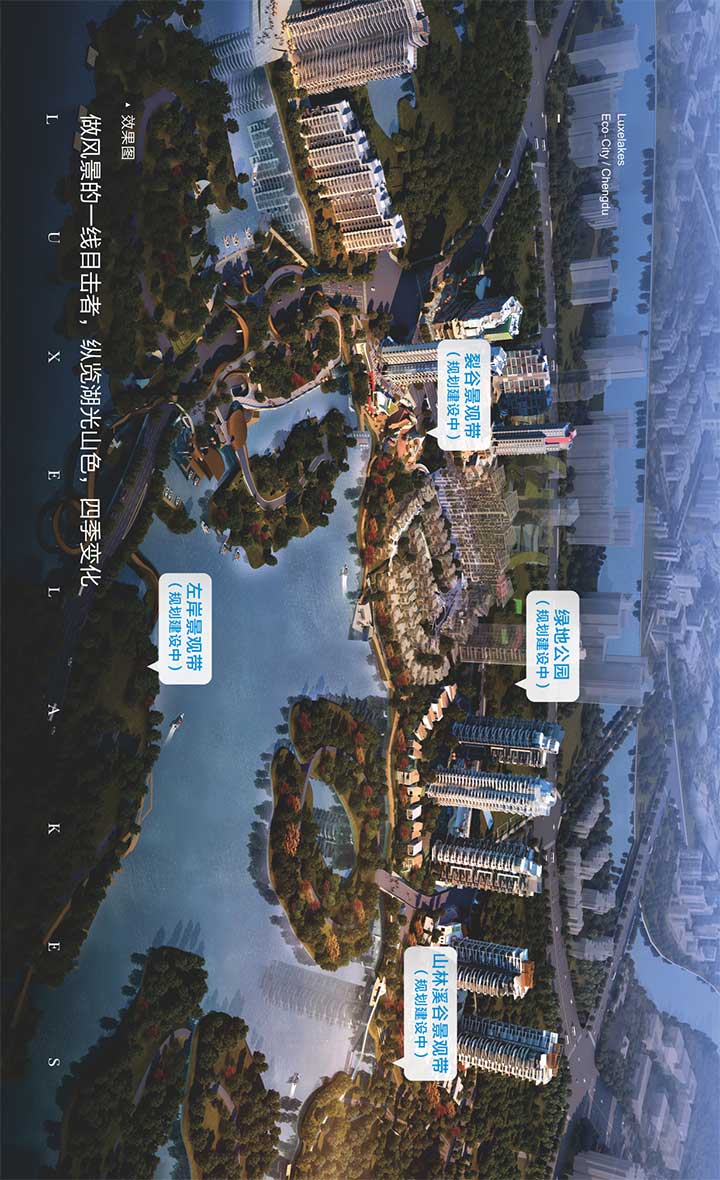 Luxelakes
Eco-City / Chengdu
裂谷景观带
（规划建设中）
绿地公园
（规划建设中）
左岸景观带
（规划建设中）
山林溪谷景观带
（规划建设中）
▲ 效果图
做风景的一线目击者，纵览湖光山色，四季变化
L U X E L A K E S